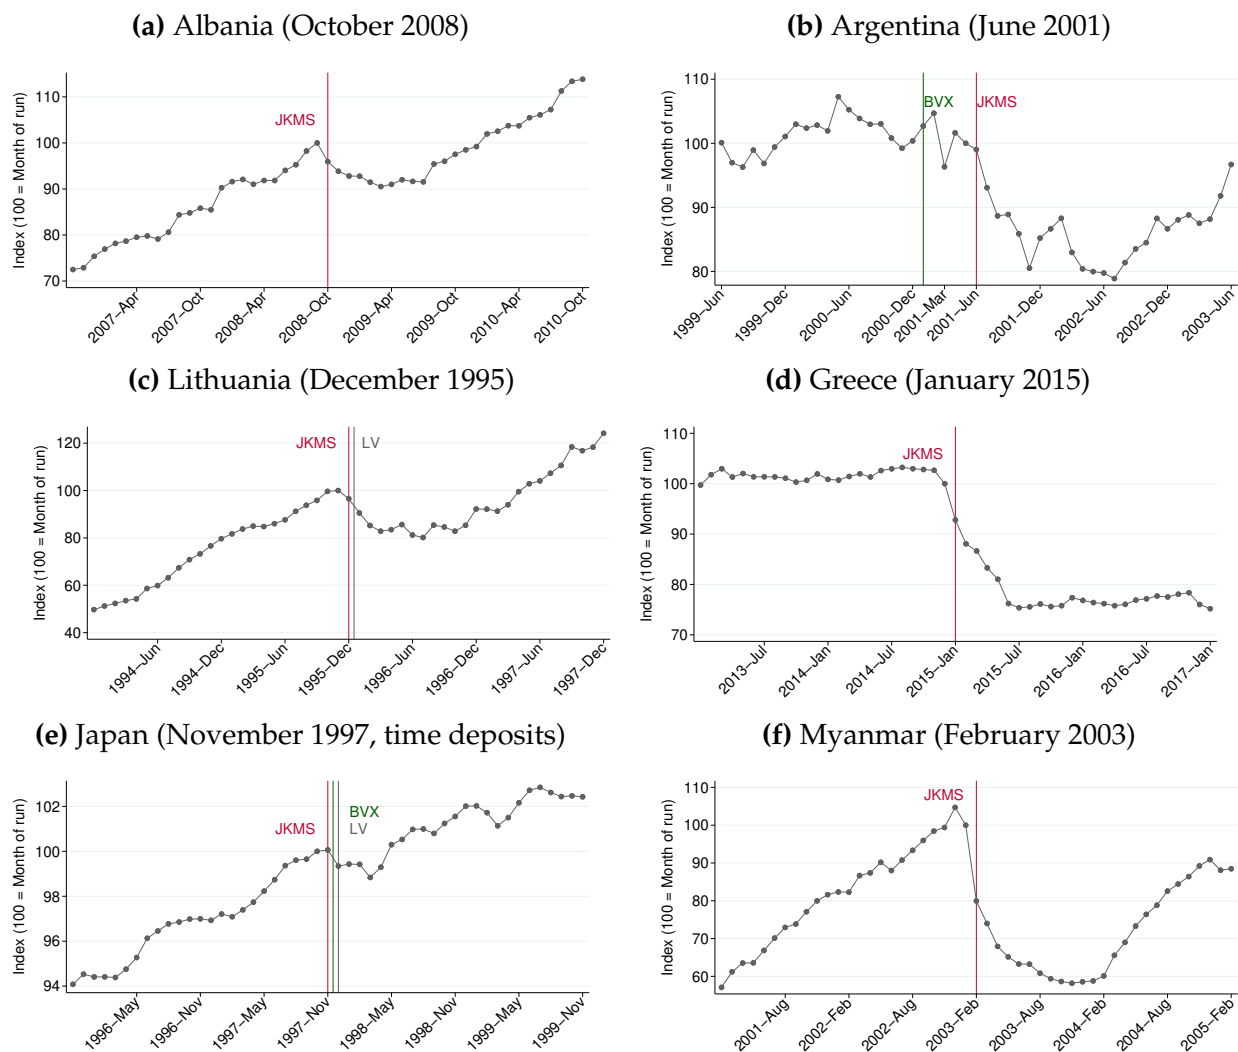 (a) Albania (October 2008)
Index (100 = Month of run)
110
100
90
80
70
JKMS
2007–Apr
2007–Oct
2008–Apr
2008–Oct
2009–Apr
2009–Oct
2010–Apr
2010–Oct
(b) Argentina (June 2001)
Index (100 = Month of run)
110
100
90
80
BVX
JKMS
1999–Jun
1999–Dec
2000–Jun
2000–Dec
2001–Mar
2001–Jun
2001–Dec
2002–Jun
2002–Dec
2003–Jun
(c) Lithuania (December 1995)
Index (100 = Month of run)
120
100
80
60
40
JKMS
LV
1994–Jun
1994–Dec
1995–Jun
1995–Dec
1996–Jun
1996–Dec
1997–Jun
1997–Dec
(d) Greece (January 2015)
Index (100 = Month of run)
110
100
90
80
70
JKMS
2013–Jul
2014–Jan
2014–Jul
2015–Jan
2015–Jul
2016–Jan
2016–Jul
2017–Jan
(e) Japan (November 1997, time deposits)
Index (100 = Month of run)
102
100
98
96
94
JKMS
BVX
LV
1996–May
1996–Nov
1997–May
1997–Nov
1998–May
1998–Nov
1999–May
1999–Nov
(f) Myanmar (February 2003)
Index (100 = Month of run)
110
100
90
80
70
60
JKMS
2001–Aug
2002–Feb
2002–Aug
2003–Feb
2003–Aug
2004–Feb
2004–Aug
2005–Feb